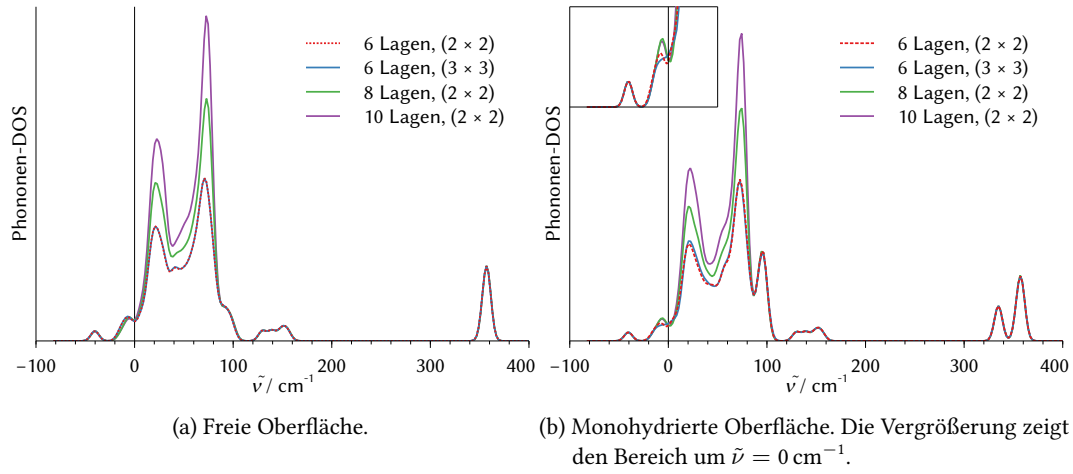 6 Lagen, (2 × 2)
6 Lagen, (3 × 3)
8 Lagen, (2 × 2)
10 Lagen, (2 × 2)
Phononen-DOS
−100
0
100
200
300
400
ν̃ / cm⁻¹
(a) Freie Oberfläche.
6 Lagen, (2 × 2)
6 Lagen, (3 × 3)
8 Lagen, (2 × 2)
10 Lagen, (2 × 2)
Phononen-DOS
−100
0
100
200
300
400
ν̃ / cm⁻¹
(b) Monohydrierte Oberfläche. Die Vergrößerung zeigt
den Bereich um ν̃ = 0 cm⁻¹.